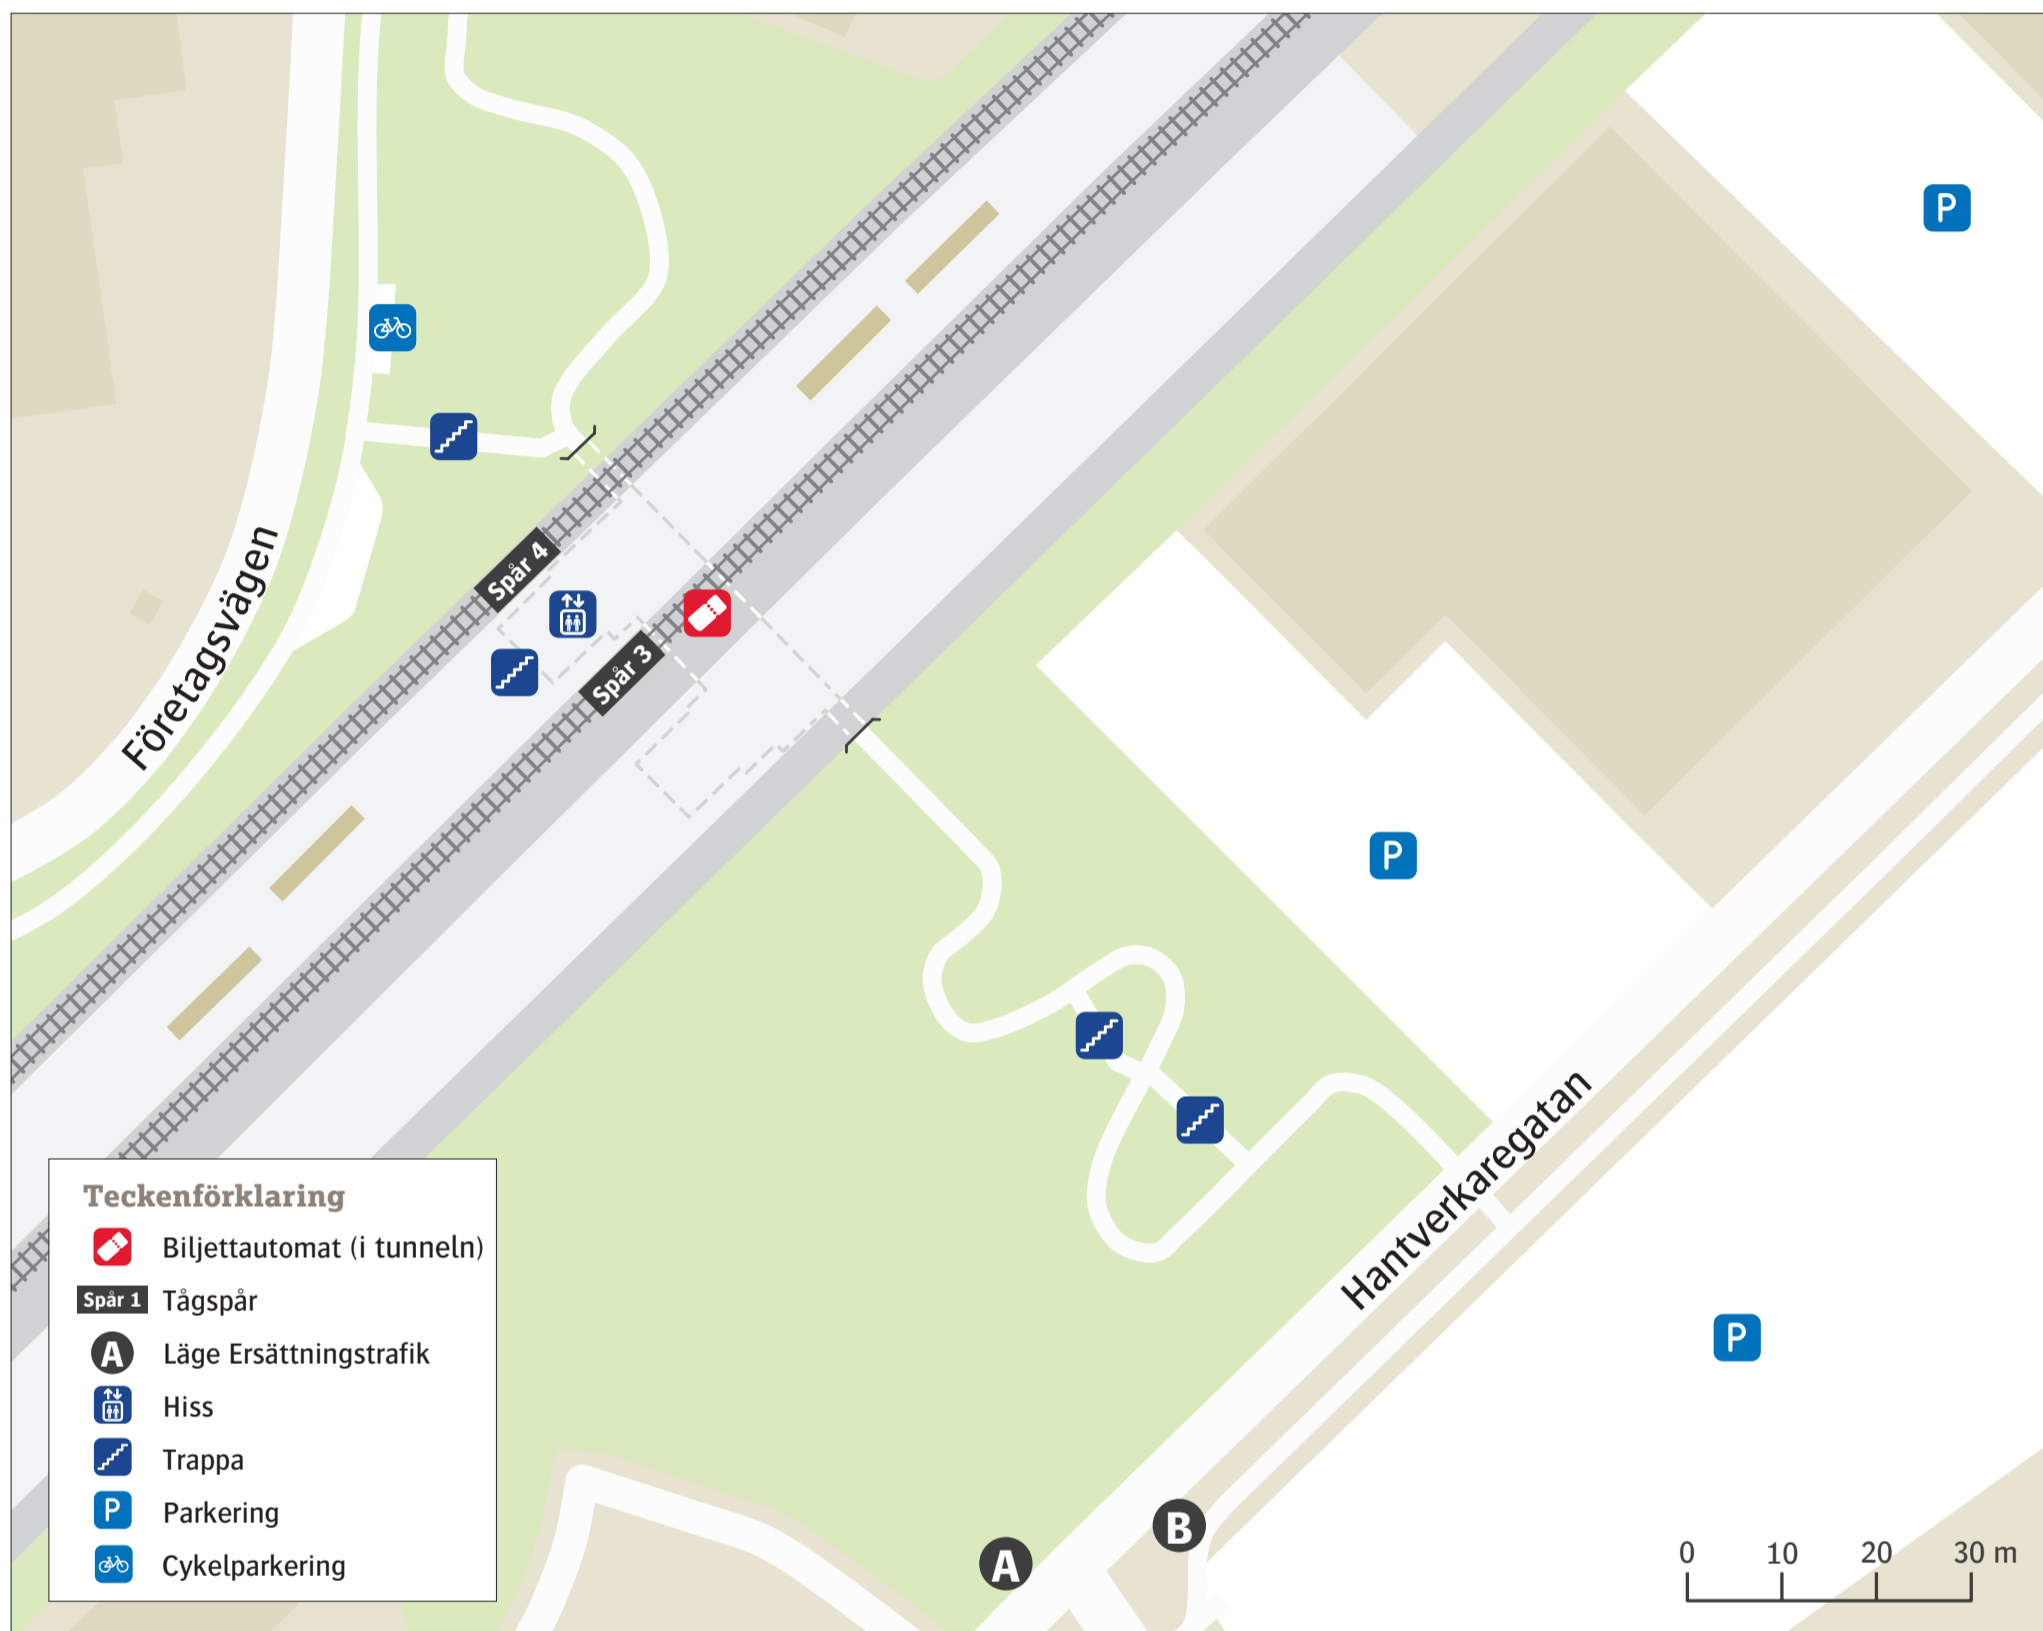 P
Spår 4
Spår 3
Företagsvägen
P
Hantverkaregatan
P
A
B
0 10 20 30 m
Teckenförklaring
Biljettautomat (i tunneln)
Spår 1 Tågspår
A Läge Ersättningstrafik
Hiss
Trappa
P Parkering
Cykelparkering